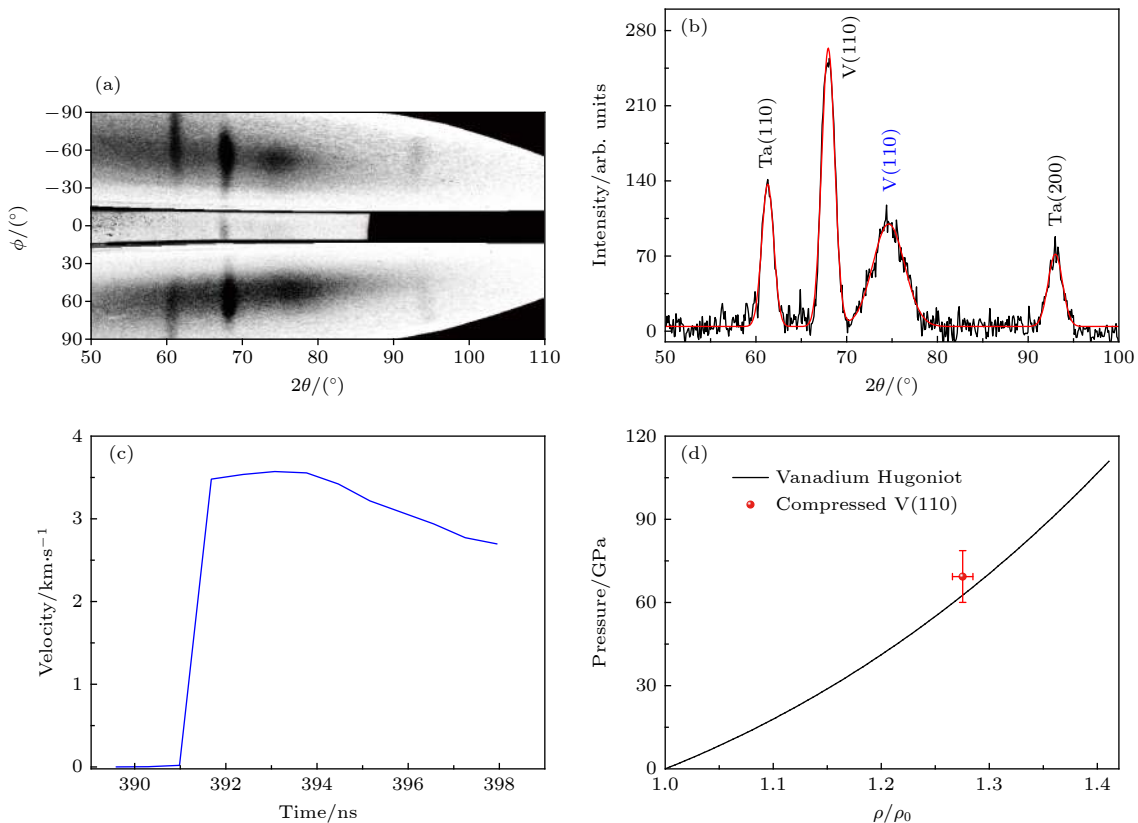 (a)
−90
−60
−30
0
30
60
90
ϕ/(°)
50 60 70 80 90 100 110
2θ/(°)
(b)
280
210
140
70
0
Intensity/arb. units
Ta(110)
V(110)
V(110)
Ta(200)
50 60 70 80 90 100
2θ/(°)
(c)
4
3
2
1
0
Velocity/km·s⁻¹
390 392 394 396 398
Time/ns
(d)
Vanadium Hugoniot
Compressed V(110)
120
90
60
30
0
Pressure/GPa
1.0 1.1 1.2 1.3 1.4
ρ/ρ₀